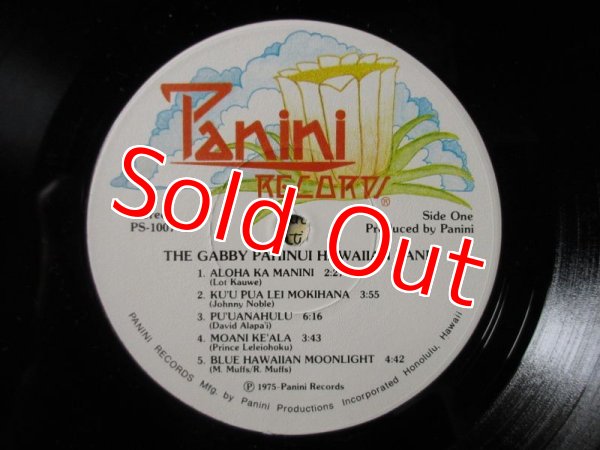 Panini
RECORDS®
Sold Out
PS-1007
Side One
Produced by Panini
THE GABBY PAHINUI HAWAIIAN BAND
1. ALOHA KA MANINI
(Lot Kauwe)
2. KU'U PUA LEI MOKIHANA 3:55
(Johnny Noble)
3. PU'UANAHULU 6:16
(David Alapa'i)
4. MOANI KE'ALA 3:43
(Prince Leleiohoku)
5. BLUE HAWAIIAN MOONLIGHT 4:42
(M. Muffs/R. Muffs)
Ⓟ 1975-Panini Records
PANINI RECORDS Mfg. by Panini Productions Incorporated Honolulu, Hawaii